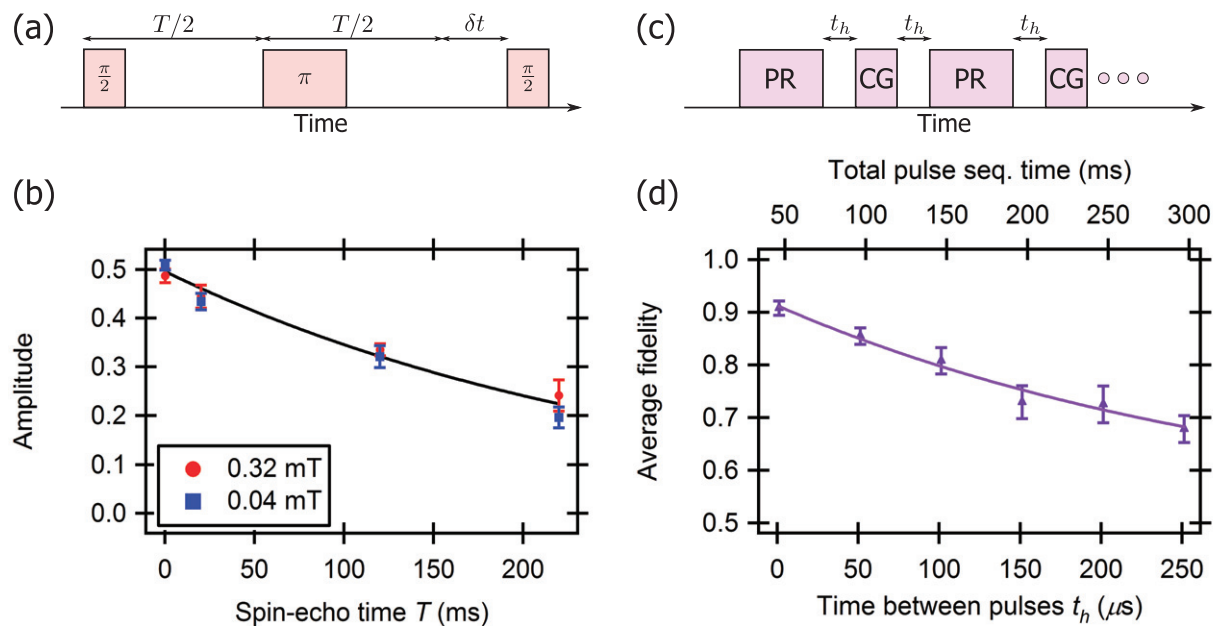 (a)
T/2
T/2
δt
π/2
π
π/2
Time
(c)
t_h
t_h
t_h
PR
CG
PR
CG
Time
(b)
0.5
0.4
0.3
0.2
0.1
0.0
Amplitude
0.32 mT
0.04 mT
0
50
100
150
200
Spin-echo time T (ms)
(d)
Total pulse seq. time (ms)
50
100
150
200
250
300
1.0
0.9
0.8
0.7
0.6
0.5
Average fidelity
0
50
100
150
200
250
Time between pulses t_h (μs)